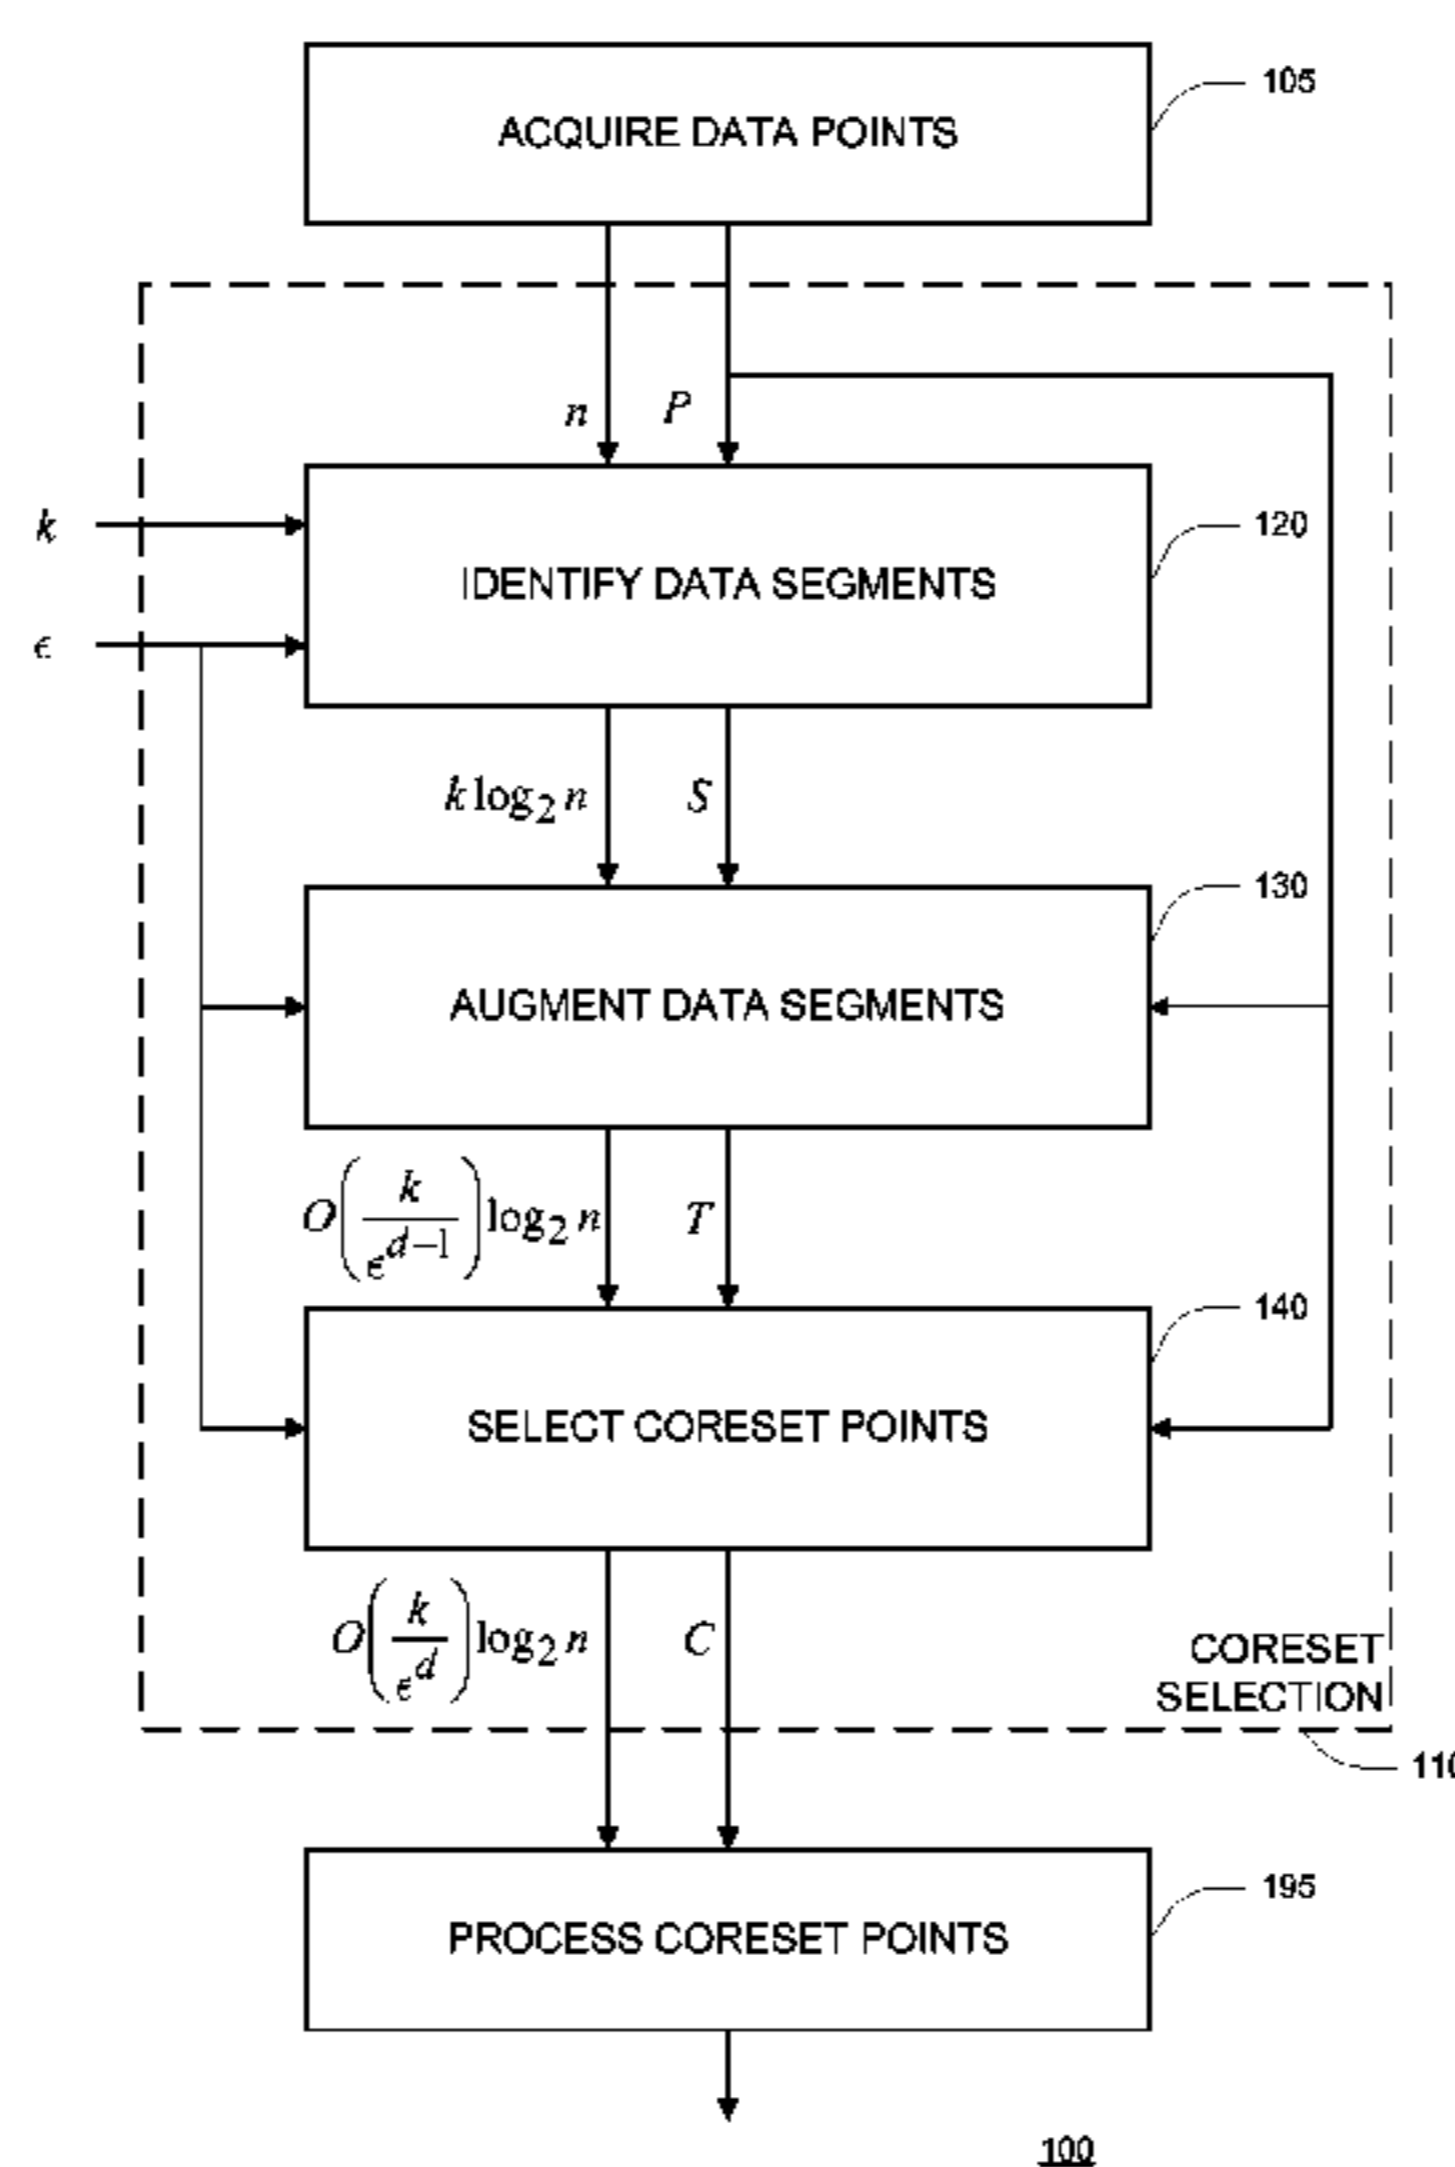 105
ACQUIRE DATA POINTS
n P
k
120
IDENTIFY DATA SEGMENTS
ϵ
k log₂ n S
130
AUGMENT DATA SEGMENTS
O(k/ϵ^(d−1)) log₂ n T
140
SELECT CORESET POINTS
O(k/ϵ^d) log₂ n C
CORESET
SELECTION
110
195
PROCESS CORESET POINTS
100